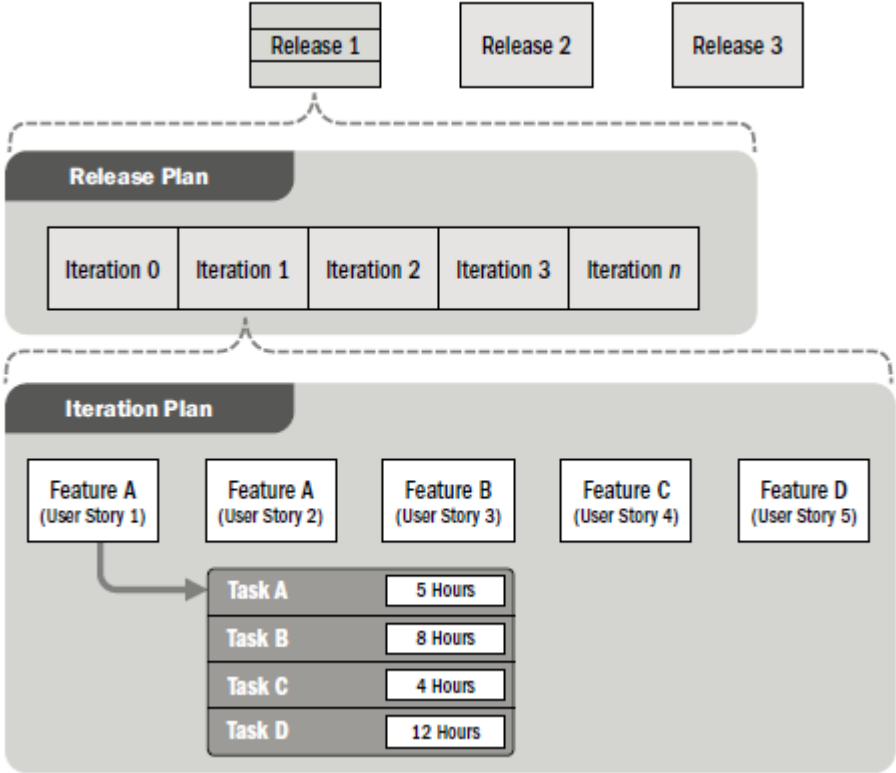 Release 1
Release 2
Release 3
Release Plan
Iteration 0
Iteration 1
Iteration 2
Iteration 3
Iteration n
Iteration Plan
Feature A
(User Story 1)
Feature A
(User Story 2)
Feature B
(User Story 3)
Feature C
(User Story 4)
Feature D
(User Story 5)
Task A
5 Hours
Task B
8 Hours
Task C
4 Hours
Task D
12 Hours